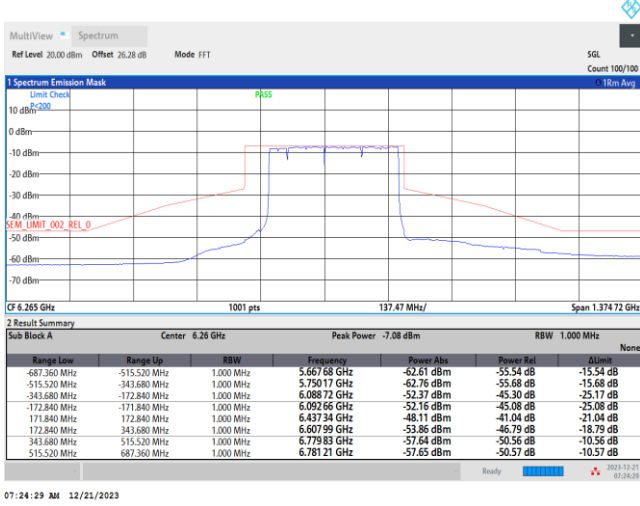 MultiView Spectrum
Ref Level 20.00 dBm Offset 26.28 dB Mode FFT SGL
Count 100/100
1 Spectrum Emission Mask 1Rm Avg
Limit Check PASS
P<200
10 dBm
0 dBm
-10 dBm
-20 dBm
-30 dBm
-40 dBm
SEM_LIMIT_002_REL_0
-50 dBm
-60 dBm
-70 dBm
CF 6.265 GHz 1001 pts 137.47 MHz/ Span 1.374 72 GHz
2 Result Summary
Sub Block A Center 6.26 GHz Peak Power -7.08 dBm RBW 1.000 MHz
None
Range Low Range Up RBW Frequency Power Abs Power Rel ΔLimit
-687.360 MHz -515.520 MHz 1.000 MHz 5.667 68 GHz -62.61 dBm -55.54 dB -15.54 dB
-515.520 MHz -343.680 MHz 1.000 MHz 5.750 17 GHz -62.76 dBm -55.68 dB -15.68 dB
-343.680 MHz -172.840 MHz 1.000 MHz 6.088 72 GHz -52.37 dBm -45.30 dB -25.17 dB
-172.840 MHz -171.840 MHz 1.000 MHz 6.092 66 GHz -52.16 dBm -45.08 dB -25.08 dB
171.840 MHz 172.840 MHz 1.000 MHz 6.437 34 GHz -48.11 dBm -41.04 dB -21.04 dB
172.840 MHz 343.680 MHz 1.000 MHz 6.607 99 GHz -53.86 dBm -46.79 dB -18.79 dB
343.680 MHz 515.520 MHz 1.000 MHz 6.779 83 GHz -57.64 dBm -50.56 dB -10.56 dB
515.520 MHz 687.360 MHz 1.000 MHz 6.781 21 GHz -57.65 dBm -50.57 dB -10.57 dB
Ready 2023-12-21
07:24:29
07:24:29 AM 12/21/2023